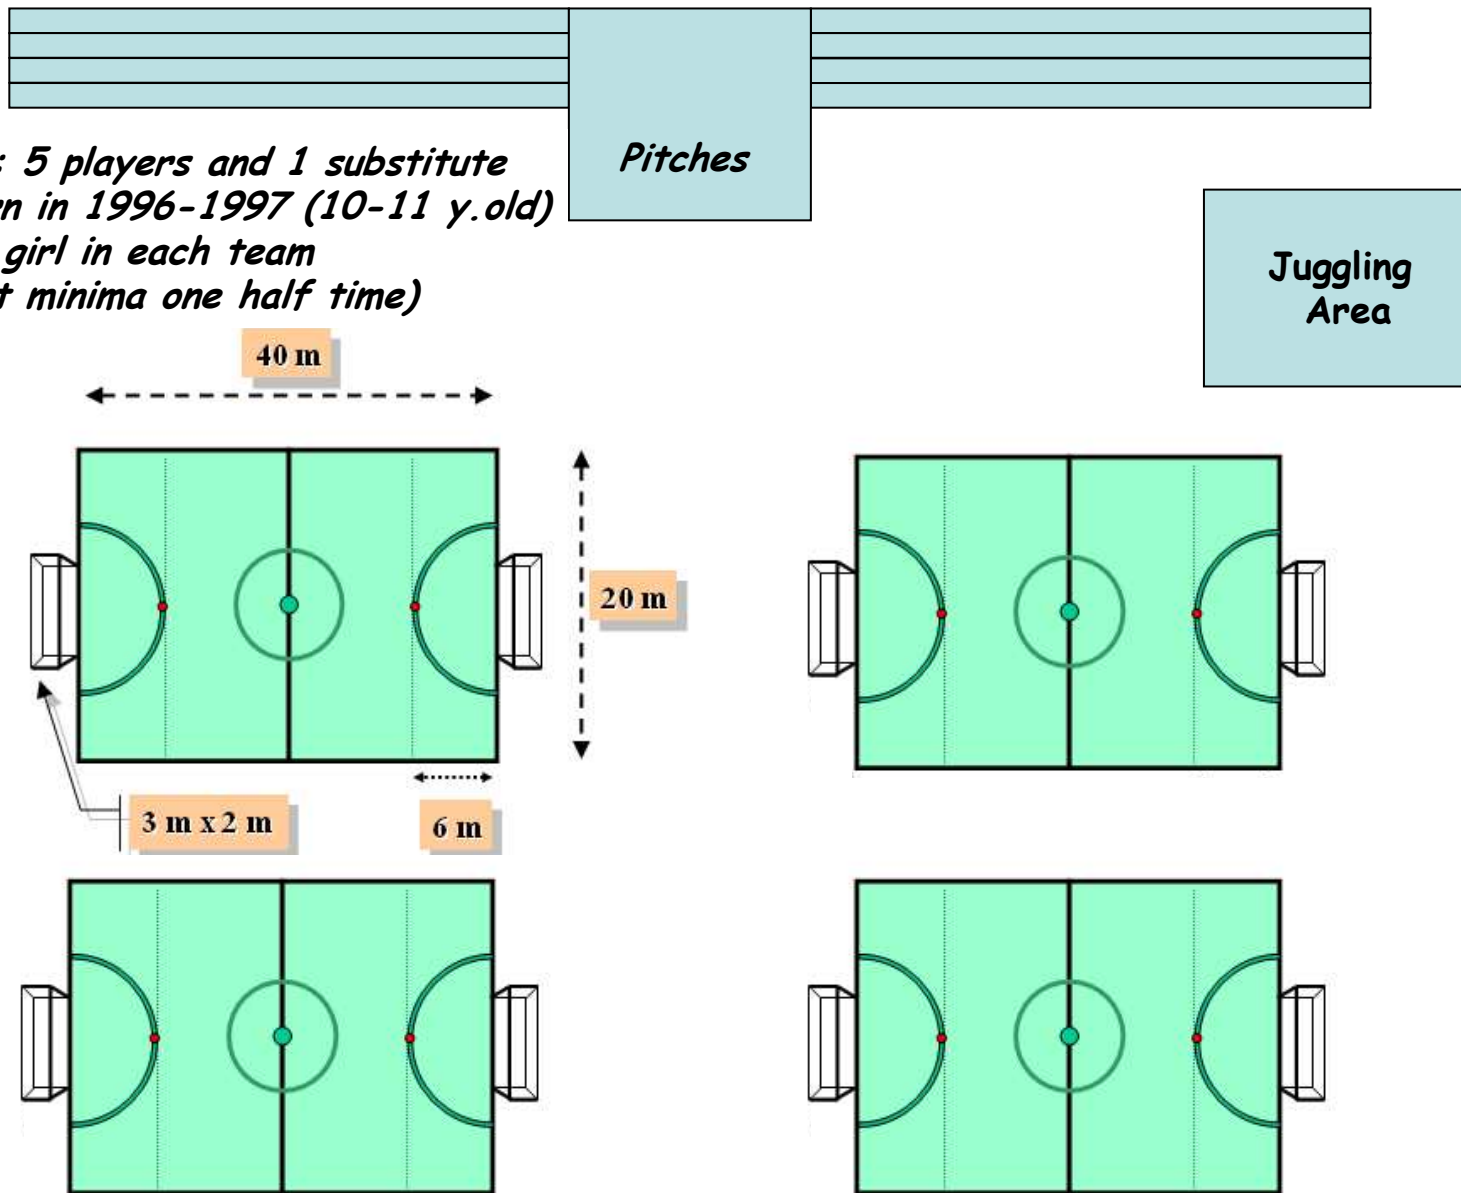 Pitches
: 5 players and 1 substitute
n in 1996-1997 (10-11 y.old)
girl in each team
t minima one half time)
Juggling
Area
40 m
20 m
3 m x 2 m
6 m